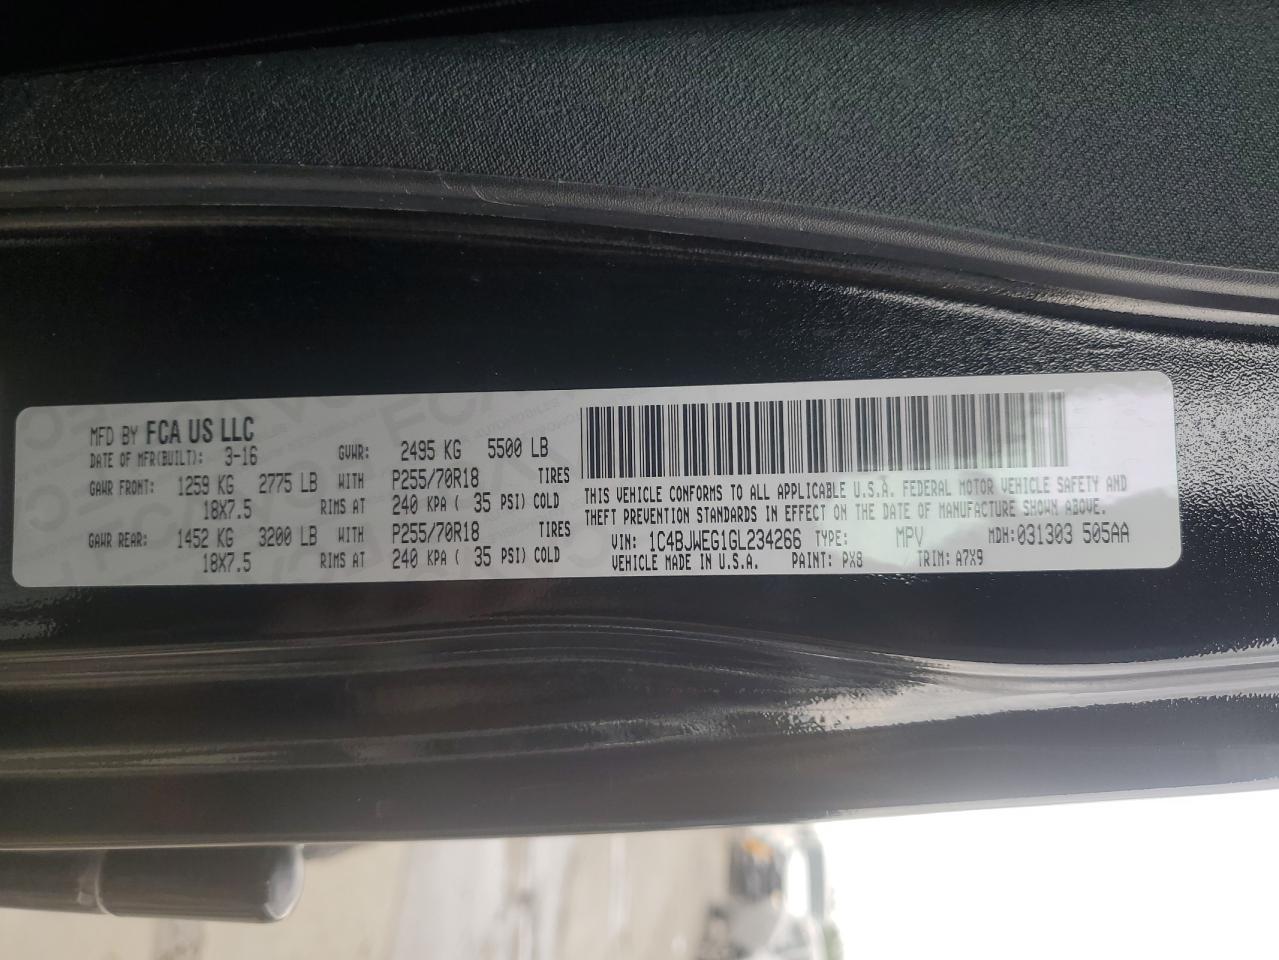 MFD BY FCA US LLC
DATE OF MFR(BUILT): 3-16 GVWR: 2495 KG 5500 LB
GAWR FRONT: 1259 KG 2775 LB WITH P255/70R18 TIRES
18X7.5 RIMS AT 240 KPA ( 35 PSI) COLD
GAWR REAR: 1452 KG 3200 LB WITH P255/70R18 TIRES
18X7.5 RIMS AT 240 KPA ( 35 PSI) COLD
THIS VEHICLE CONFORMS TO ALL APPLICABLE U.S.A. FEDERAL MOTOR VEHICLE SAFETY AND
THEFT PREVENTION STANDARDS IN EFFECT ON THE DATE OF MANUFACTURE SHOWN ABOVE.
VIN: 1C4BJWEG1GL234266 TYPE: MPV MDH:031303 505AA
VEHICLE MADE IN U.S.A. PAINT: PX8 TRIM: A7X9